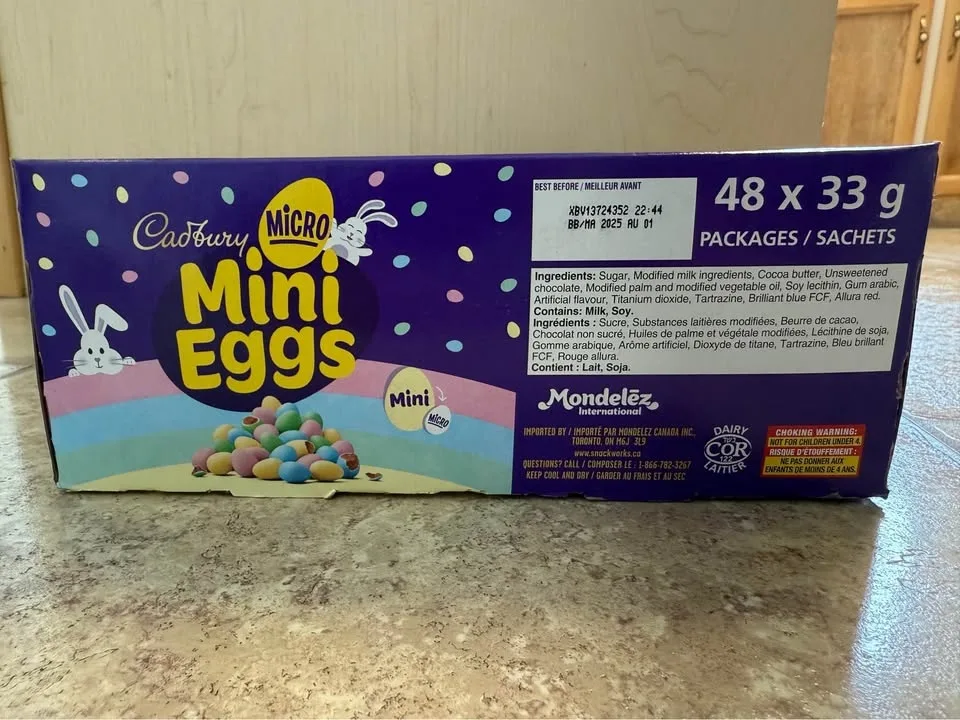 Cadbury
MICRO
Mini
Eggs
Mini
MICRO
BEST BEFORE / MEILLEUR AVANT
XBV13724352 22:44
BB/MA 2025 AU 01
48 x 33 g
PACKAGES / SACHETS
Ingredients: Sugar, Modified milk ingredients, Cocoa butter, Unsweetened
chocolate, Modified palm and modified vegetable oil, Soy lecithin, Gum arabic,
Artificial flavour, Titanium dioxide, Tartrazine, Brilliant blue FCF, Allura red.
Contains: Milk, Soy.
Ingrédients : Sucre, Substances laitières modifiées, Beurre de cacao,
Chocolat non sucré, Huiles de palme et végétale modifiées, Lécithine de soja,
Gomme arabique, Arôme artificiel, Dioxyde de titane, Tartrazine, Bleu brillant
FCF, Rouge allura.
Contient : Lait, Soja.
Mondelēz
International
IMPORTED BY / IMPORTÉ PAR MONDELEZ CANADA INC.,
TORONTO, ON M6J 3L9
www.snackworks.ca
QUESTIONS? CALL / COMPOSER LE : 1-866-782-3267
KEEP COOL AND DRY / GARDER AU FRAIS ET AU SEC
DAIRY
COR
122
LAITIER
CHOKING WARNING:
NOT FOR CHILDREN UNDER 4.
RISQUE D'ÉTOUFFEMENT :
NE PAS DONNER AUX
ENFANTS DE MOINS DE 4 ANS.